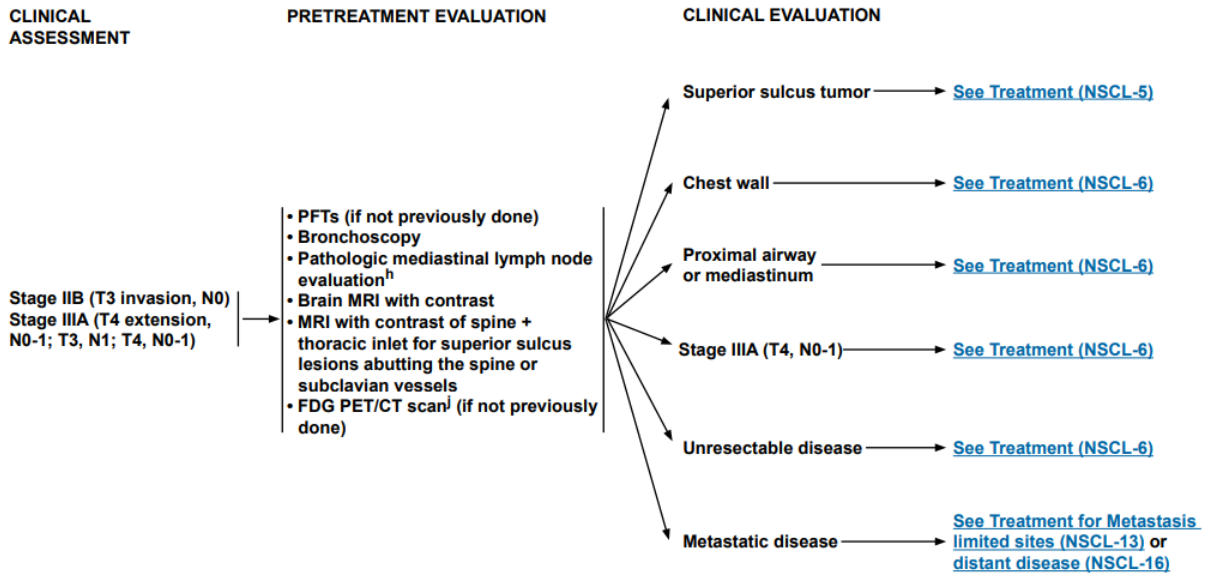 CLINICAL
ASSESSMENT
PRETREATMENT EVALUATION
CLINICAL EVALUATION
Stage IIB (T3 invasion, N0)
Stage IIIA (T4 extension,
N0-1; T3, N1; T4, N0-1)
• PFTs (if not previously done)
• Bronchoscopy
• Pathologic mediastinal lymph node
evaluationh
• Brain MRI with contrast
• MRI with contrast of spine +
thoracic inlet for superior sulcus
lesions abutting the spine or
subclavian vessels
• FDG PET/CT scanj (if not previously
done)
Superior sulcus tumor
See Treatment (NSCL-5)
Chest wall
See Treatment (NSCL-6)
Proximal airway
or mediastinum
See Treatment (NSCL-6)
Stage IIIA (T4, N0-1)
See Treatment (NSCL-6)
Unresectable disease
See Treatment (NSCL-6)
Metastatic disease
See Treatment for Metastasis
limited sites (NSCL-13) or
distant disease (NSCL-16)